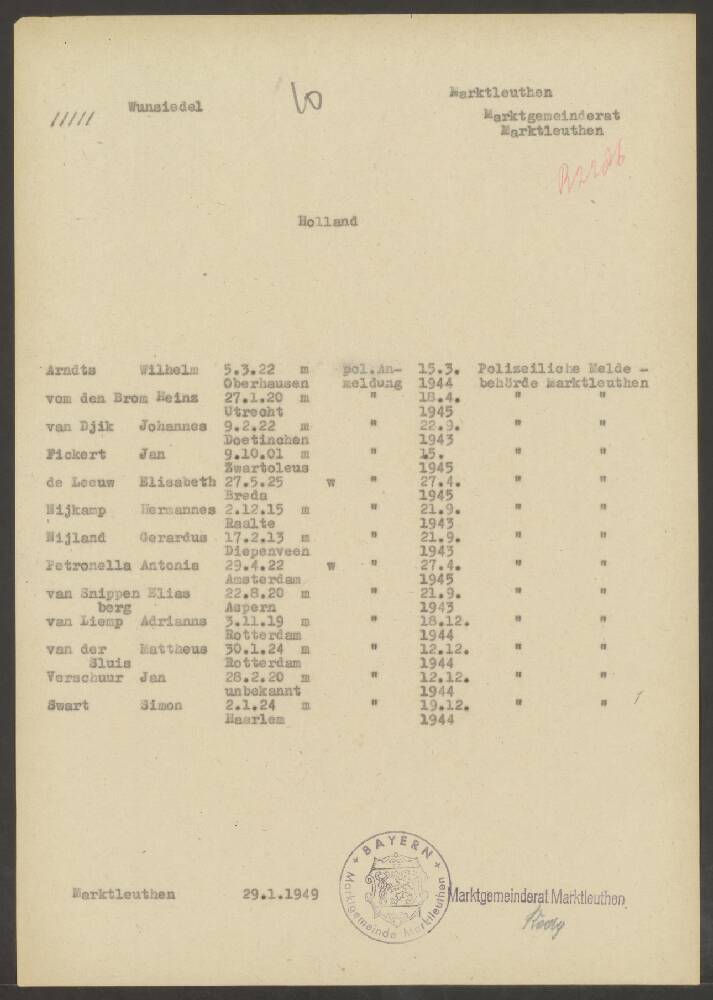 Marktleuthen
Wunsiedel
Marktgemeinderat
Marktleuthen
Holland
Arndts Wilhelm 5.3.22 m pol.An- 15.3. Polizeiliche Melde -
Oberhausen meldung 1944 behörde Marktleuthen
vom den Brom Heinz 27.1.20 m " 18.4. " "
Utrecht 1945
van Djik Johannes 9.2.22 m " 22.9. " "
Doetinchen 1943
Fickert Jan 9.10.01 m " 15. " "
Zwartoleus 1945
de Leeuw Elisabeth 27.5.25 w " 27.4. " "
Breda 1945
Nijkamp Hermannes 2.12.15 m " 21.9. " "
Raalte 1943
Nijland Gerardus 17.2.13 m " 21.9. " "
Diepenveen 1943
Petronella Antonia 29.4.22 w " 27.4. " "
Amsterdam 1945
van Snippen Elias 22.8.20 m " 21.9. " "
berg Aspern 1943
van Liemp Adrianns 3.11.19 m " 18.12. " "
Rotterdam 1944
van der Mattheus 30.1.24 m " 12.12. " "
Sluis Rotterdam 1944
Verschuur Jan 28.2.20 m " 12.12. " "
unbekannt 1944
Swart Simon 2.1.24 m " 19.12. " "
Haarlem 1944
+ BAYERN +
Marktgemeinde Marktleuthen
Marktleuthen 29.1.1949 Marktgemeinderat Marktleuthen